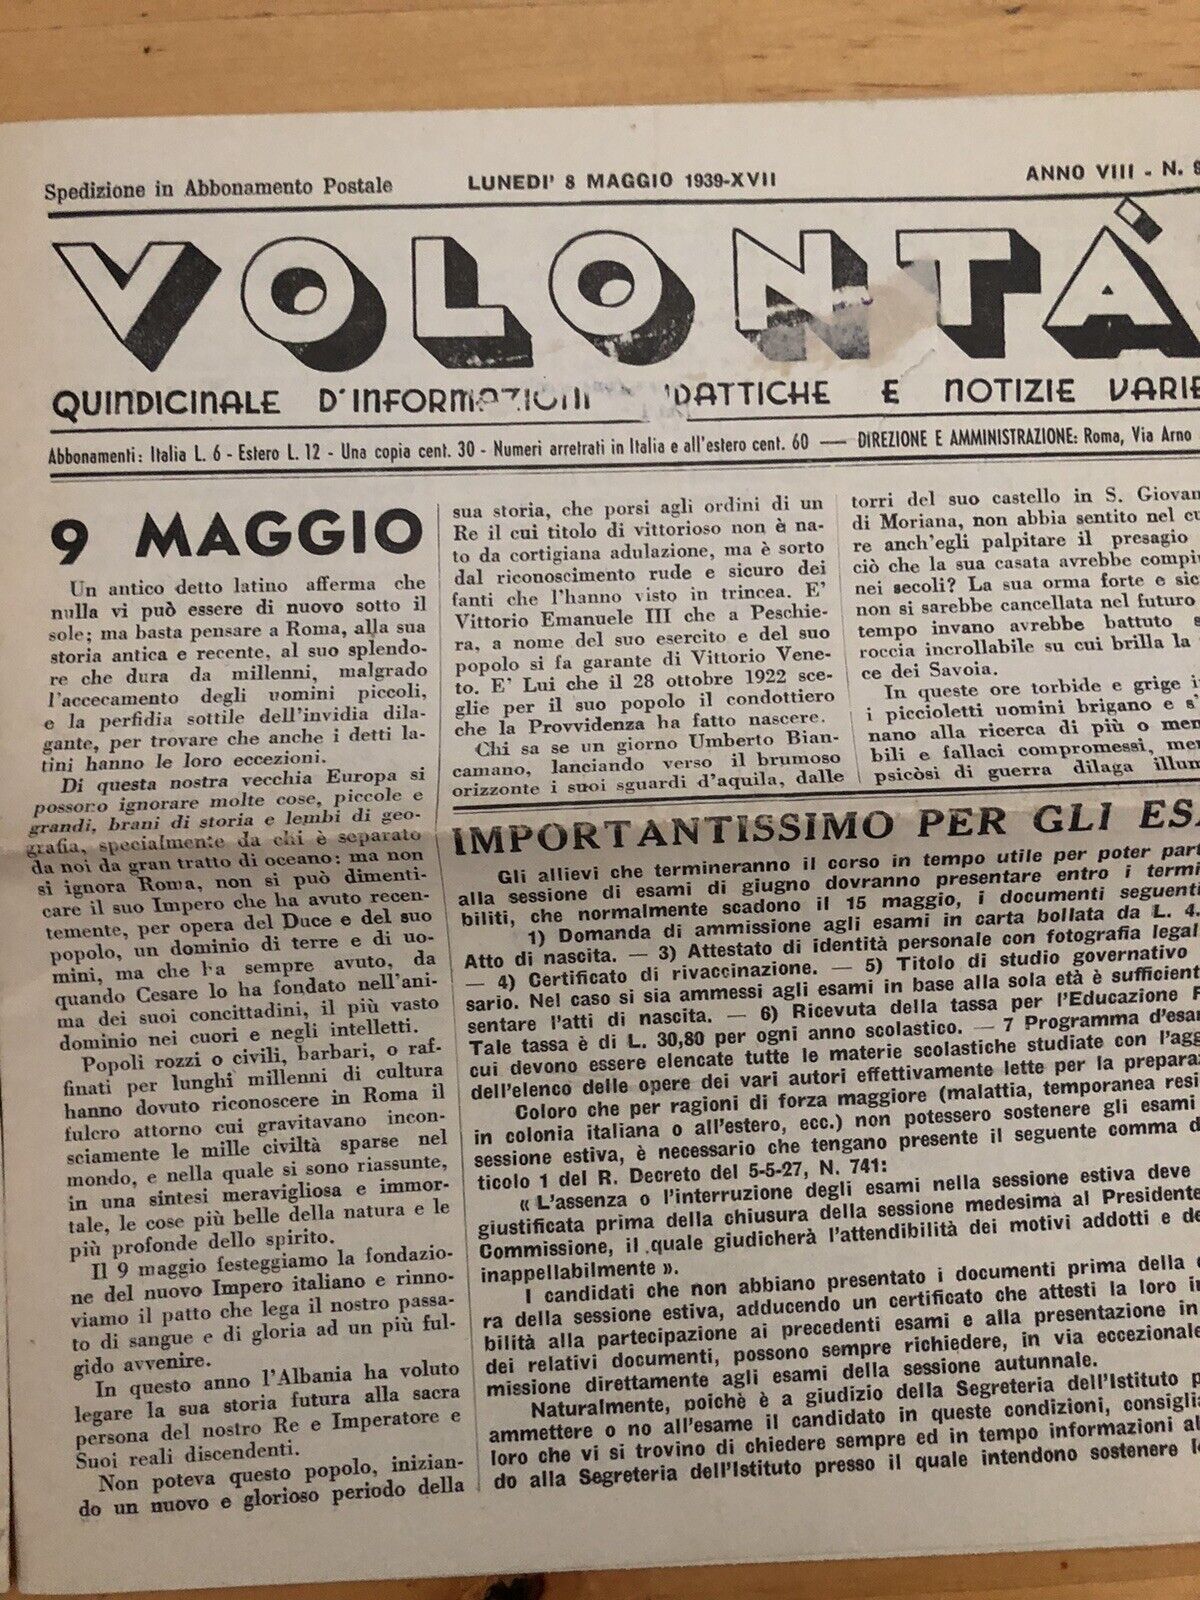 Spedizione in Abbonamento Postale
LUNEDI' 8 MAGGIO 1939-XVII
ANNO VIII - N.
VOLONTÀ
QUINDICINALE D'INFORMAZIONI DIDATTICHE E NOTIZIE VARIE
Abbonamenti: Italia L. 6 - Estero L. 12 - Una copia cent. 30 - Numeri arretrati in Italia e all'estero cent. 60 — DIREZIONE E AMMINISTRAZIONE: Roma, Via Arno
9 MAGGIO
Un antico detto latino afferma che
nulla vi può essere di nuovo sotto il
sole; ma basta pensare a Roma, alla sua
storia antica e recente, al suo splendo-
re che dura da millenni, malgrado
l'accecamento degli uomini piccoli,
e la perfidia sottile dell'invidia dila-
gante, per trovare che anche i detti la-
tini hanno le loro eccezioni.
Di questa nostra vecchia Europa si
possono ignorare molte cose, piccole e
grandi, brani di storia e lembi di geo-
grafia, specialmente da chi è separato
da noi da gran tratto di oceano: ma non
si ignora Roma, non si può dimenti-
care il suo Impero che ha avuto recen-
temente, per opera del Duce e del suo
popolo, un dominio di terre e di uo-
mini, ma che ha sempre avuto, da
quando Cesare lo ha fondato nell'ani-
ma dei suoi concittadini, il più vasto
dominio nei cuori e negli intelletti.
Popoli rozzi o civili, barbari, o raf-
finati per lunghi millenni di cultura
hanno dovuto riconoscere in Roma il
fulcro attorno cui gravitavano incon-
sciamente le mille civiltà sparse nel
mondo, e nella quale si sono riassunte,
in una sintesi meravigliosa e immor-
tale, le cose più belle della natura e le
più profonde dello spirito.
Il 9 maggio festeggiamo la fondazio-
ne del nuovo Impero italiano e rinno-
viamo il patto che lega il nostro passa-
to di sangue e di gloria ad un più ful-
gido avvenire.
In questo anno l'Albania ha voluto
legare la sua storia futura alla sacra
persona del nostro Re e Imperatore e
Suoi reali discendenti.
Non poteva questo popolo, inizian-
do un nuovo e glorioso periodo della
sua storia, che porsi agli ordini di un
Re il cui titolo di vittorioso non è na-
to da cortigiana adulazione, ma è sorto
dal riconoscimento rude e sicuro dei
fanti che l'hanno visto in trincea. E'
Vittorio Emanuele III che a Peschie-
ra, a nome del suo esercito e del suo
popolo si fa garante di Vittorio Vene-
to. E' Lui che il 28 ottobre 1922 sce-
glie per il suo popolo il condottiero
che la Provvidenza ha fatto nascere.
Chi sa se un giorno Umberto Bian-
camano, lanciando verso il brumoso
orizzonte i suoi sguardi d'aquila, dalle
torri del suo castello in S. Giovan
di Moriana, non abbia sentito nel cu
re anch'egli palpitare il presagio
ciò che la sua casata avrebbe compiu
nei secoli? La sua orma forte e sic
non si sarebbe cancellata nel futuro
tempo invano avrebbe battuto s
roccia incrollabile su cui brilla la
ce dei Savoia.
In queste ore torbide e grige i
i piccioletti uomini brigano e s'
nano alla ricerca di più o men
bili e fallaci compromessi, men
psicòsi di guerra dilaga illum
IMPORTANTISSIMO PER GLI ESA
Gli allievi che termineranno il corso in tempo utile per poter part
alla sessione di esami di giugno dovranno presentare entro i termi
biliti, che normalmente scadono il 15 maggio, i documenti seguenti
1) Domanda di ammissione agli esami in carta bollata da L. 4.
Atto di nascita. — 3) Attestato di identità personale con fotografia legal
— 4) Certificato di rivaccinazione. — 5) Titolo di studio governativo
sario. Nel caso si sia ammessi agli esami in base alla sola età è sufficient
sentare l'atti di nascita. — 6) Ricevuta della tassa per l'Educazione F
Tale tassa è di L. 30,80 per ogni anno scolastico. — 7 Programma d'esam
cui devono essere elencate tutte le materie scolastiche studiate con l'agg
dell'elenco delle opere dei vari autori effettivamente lette per la preparaz
Coloro che per ragioni di forza maggiore (malattia, temporanea resi
in colonia italiana o all'estero, ecc.) non potessero sostenere gli esami
sessione estiva, è necessario che tengano presente il seguente comma d
ticolo 1 del R. Decreto del 5-5-27, N. 741:
« L'assenza o l'interruzione degli esami nella sessione estiva deve
giustificata prima della chiusura della sessione medesima al Presidente
Commissione, il quale giudicherà l'attendibilità dei motivi addotti e de
inappellabilmente ».
I candidati che non abbiano presentato i documenti prima della
ra della sessione estiva, adducendo un certificato che attesti la loro in
bilità alla partecipazione ai precedenti esami e alla presentazione in
dei relativi documenti, possono sempre richiedere, in via eccezionale
missione direttamente agli esami della sessione autunnale.
Naturalmente, poichè è a giudizio della Segreteria dell'Istituto p
ammettere o no all'esame il candidato in queste condizioni, consiglia
loro che vi si trovino di chiedere sempre ed in tempo informazioni al
do alla Segreteria dell'Istituto presso il quale intendono sostenere l